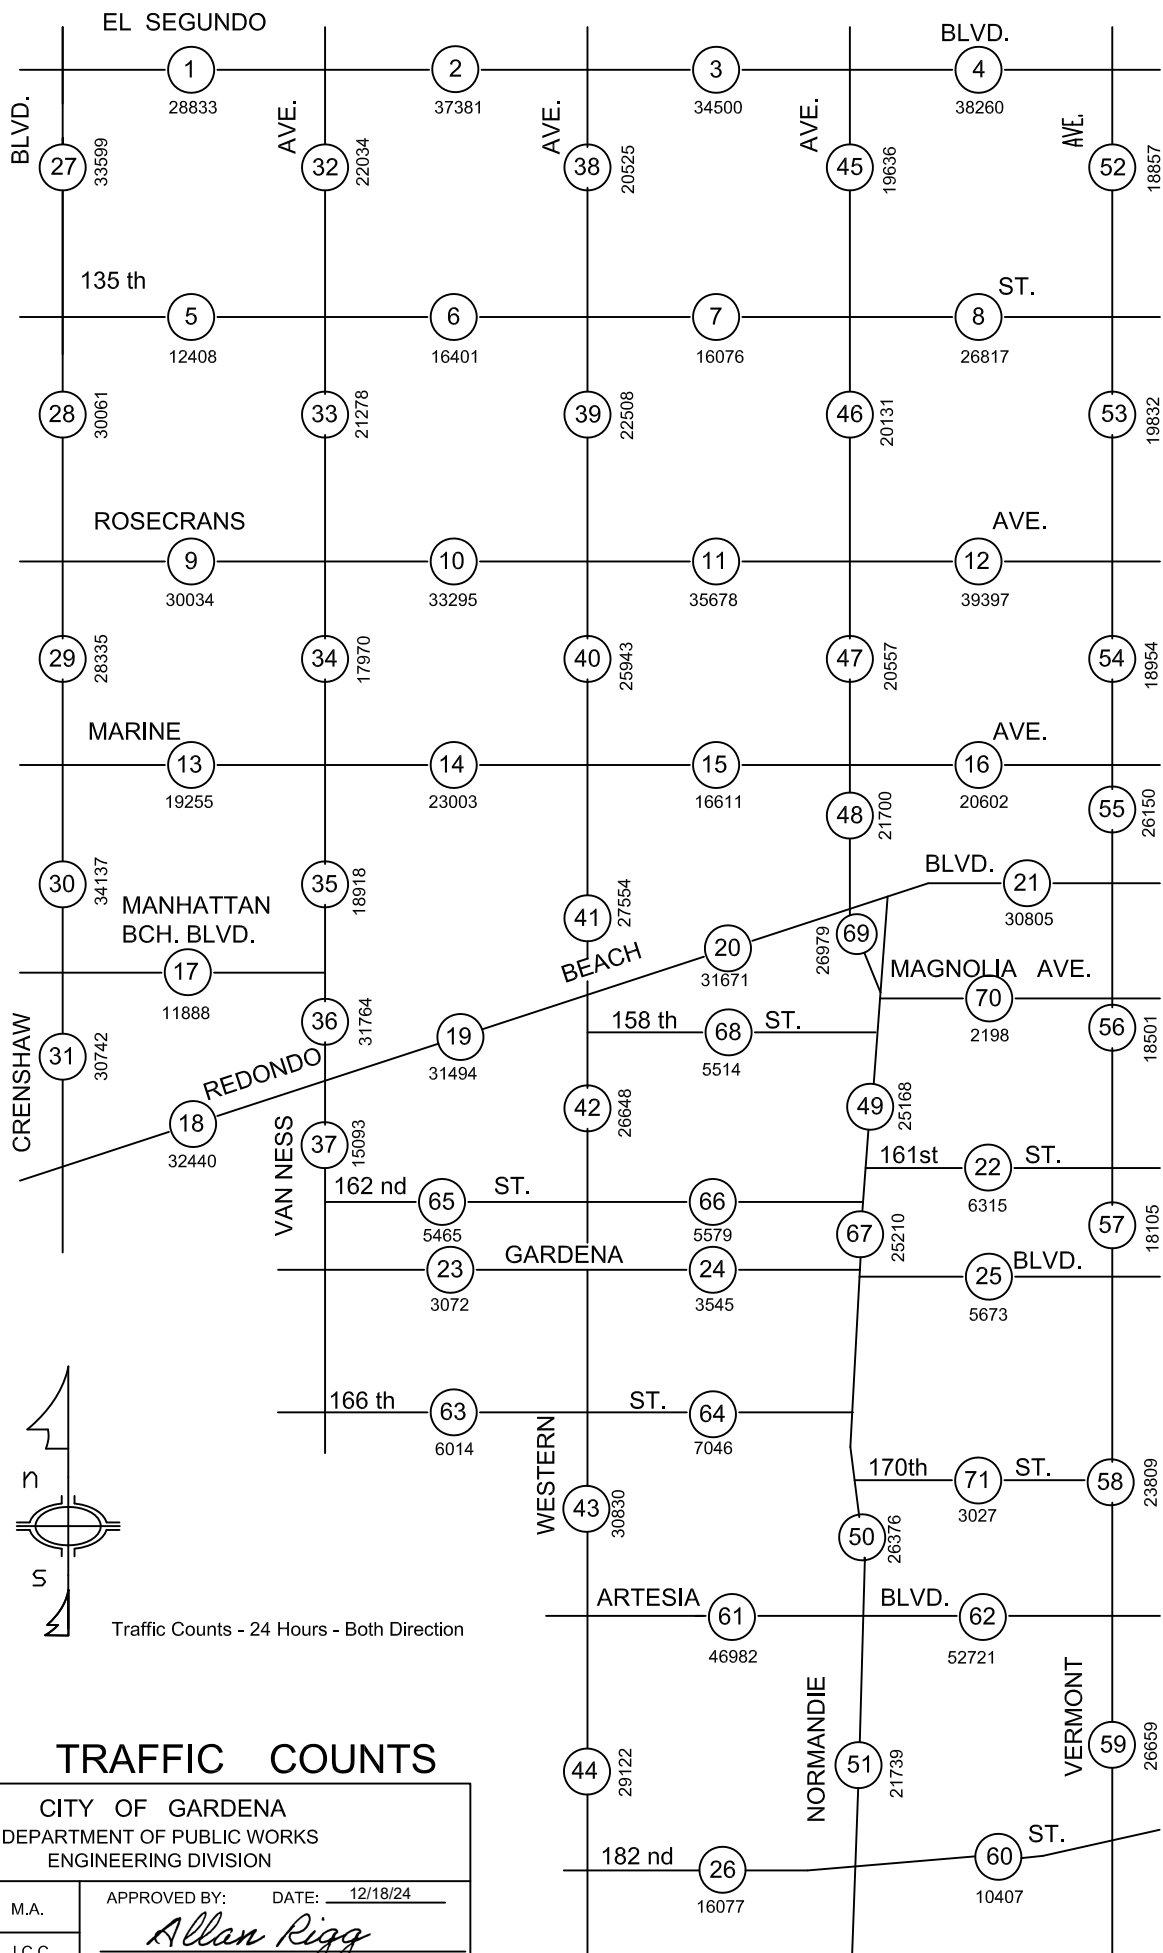 EL SEGUNDO BLVD.
1 2 3 4
28833 37381 34500 38260
BLVD. AVE. AVE. AVE. AVE.
27 33599 32 22034 38 20525 45 19636 52 18857
135 th ST.
5 6 7 8
12408 16401 16076 26817
28 30061 33 21278 39 22508 46 20131 53 19832
ROSECRANS AVE.
9 10 11 12
30034 33295 35678 39397
29 28335 34 17970 40 25943 47 20557 54 18954
MARINE AVE.
13 14 15 16
19255 23003 16611 20602
48 21700 55 26150
30 34137 35 18918 BLVD. 21
30805
MANHATTAN
BCH. BLVD.
41 27554 20 26979 69
31671
17
11888
BEACH
MAGNOLIA AVE.
70
2198
36 31764 19
31494
158 th 68 ST.
5514
56 18501
CRENSHAW 31 30742
REDONDO
18
32440
42 26648 49 25168
VAN NESS 37 15093
161st 22 ST.
6315
162 nd 65 ST. 66
5465 5579
67 25210 57 18105
GARDENA BLVD.
23 24 25
3072 3545 5673
166 th 63 ST. 64
6014 7046
WESTERN
170th 71 ST.
3027
58 23809
43 30830 50 26376
n
s
ARTESIA BLVD.
61 62
46982 52721
Traffic Counts - 24 Hours - Both Direction
NORMANDIE VERMONT
44 29122 51 21739 59 26659
182 nd 26 60 ST.
16077 10407
TRAFFIC COUNTS
CITY OF GARDENA
DEPARTMENT OF PUBLIC WORKS
ENGINEERING DIVISION
M.A.
APPROVED BY: DATE: 12/18/24
Allan Rigg